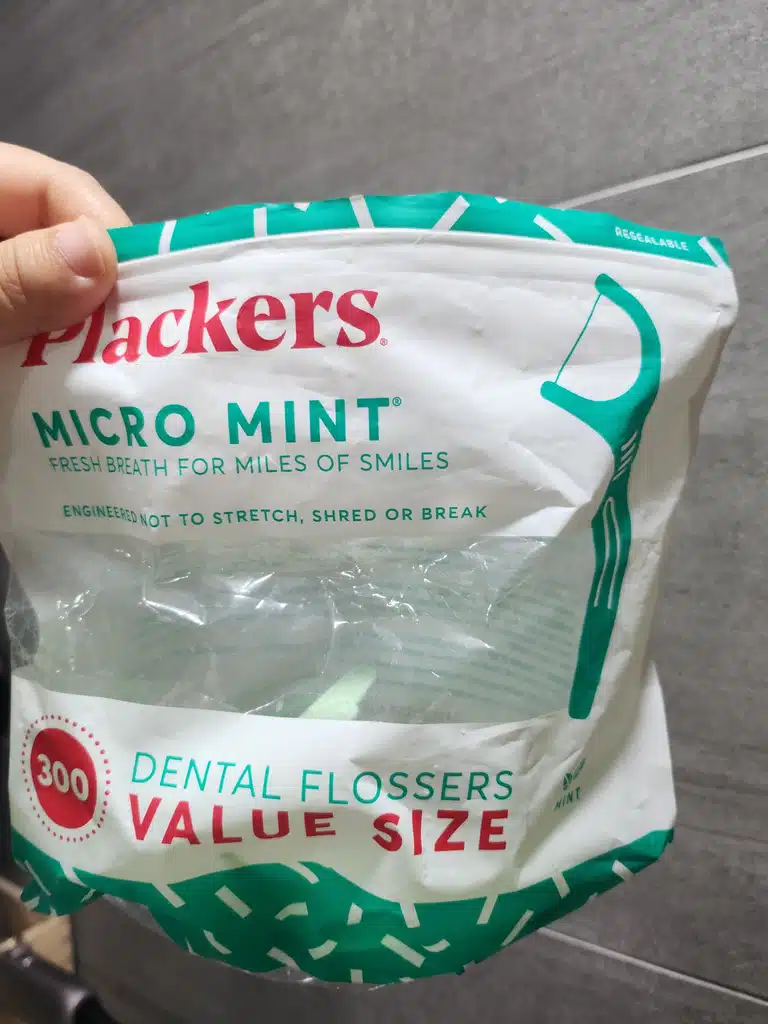 RESEALABLE
Plackers®
MICRO MINT®
FRESH BREATH FOR MILES OF SMILES
ENGINEERED NOT TO STRETCH, SHRED OR BREAK
300
DENTAL FLOSSERS
VALUE SIZE
MINT